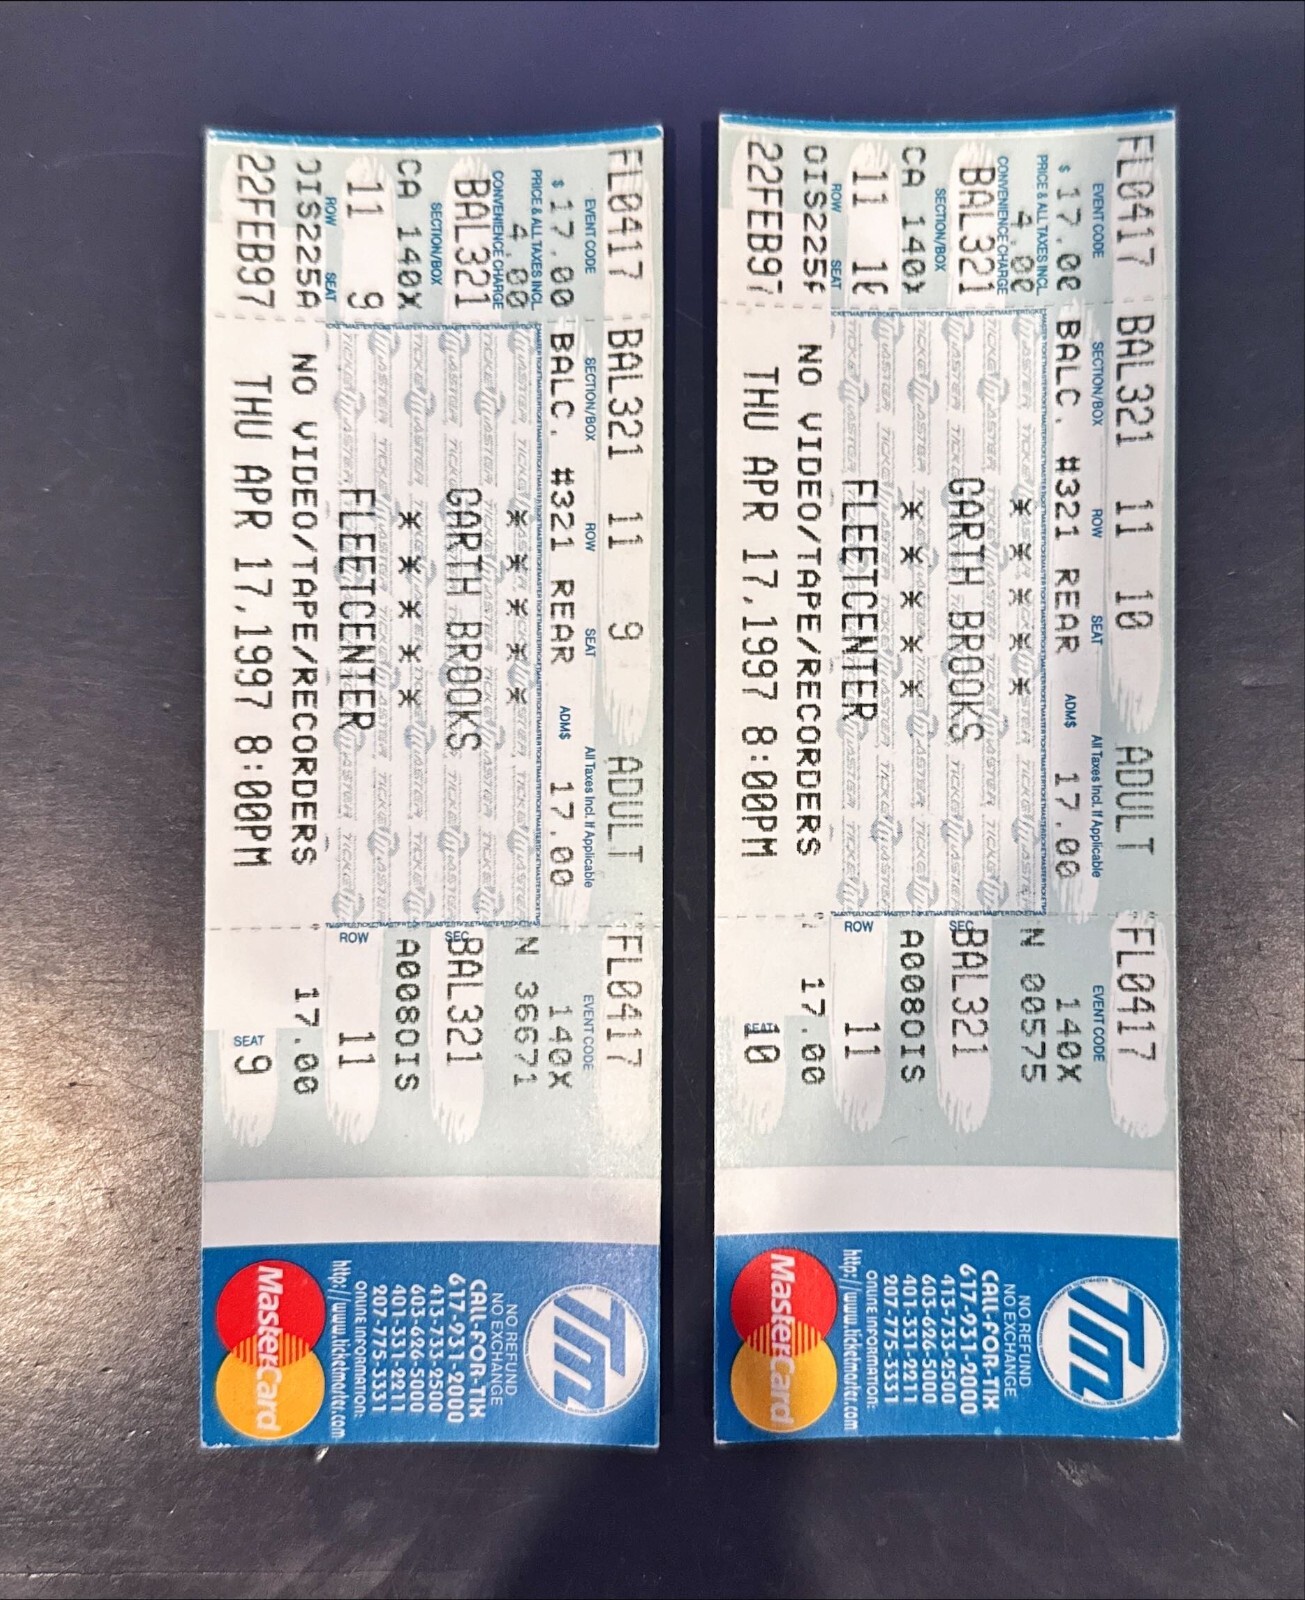 FL0417 BAL321 11 9 ADULT FL0417
EVENT CODE SECTION/BOX ROW SEAT All Taxes Incl. If Applicable EVENT CODE
$ 17.00 BALC. #321 REAR ADM$ 17.00 140X
PRICE & ALL TAXES INCL.
4.00 * * * * * N 36671
CONVENIENCE CHARGE
BAL321 GARTH BROOKS SEC BAL321
SECTION/BOX
CA 140X * * * * * A008OIS
11 9 FLEETCENTER ROW 11
ROW SEAT
OIS225A NO VIDEO/TAPE/RECORDERS 17.00
22FEB97 THU APR 17,1997 8:00PM SEAT 9
TM
NO REFUND
NO EXCHANGE
CALL-FOR-TIX
617-931-2000
413-733-2500
603-626-5000
401-331-2211
207-775-3331
ONLINE INFORMATION:
http://www.ticketmaster.com
MasterCard
FL0417 BAL321 11 10 ADULT FL0417
EVENT CODE SECTION/BOX ROW SEAT All Taxes Incl. If Applicable EVENT CODE
$ 17.00 BALC. #321 REAR ADM$ 17.00 140X
PRICE & ALL TAXES INCL.
4.00 * * * * * N 00575
CONVENIENCE CHARGE
BAL321 GARTH BROOKS SEC BAL321
SECTION/BOX
CA 140X * * * * * A008OIS
11 10 FLEETCENTER ROW 11
ROW SEAT
OIS225A NO VIDEO/TAPE/RECORDERS 17.00
22FEB97 THU APR 17,1997 8:00PM SEAT 10
TM
NO REFUND
NO EXCHANGE
CALL-FOR-TIX
617-931-2000
413-733-2500
603-626-5000
401-331-2211
207-775-3331
ONLINE INFORMATION:
http://www.ticketmaster.com
MasterCard